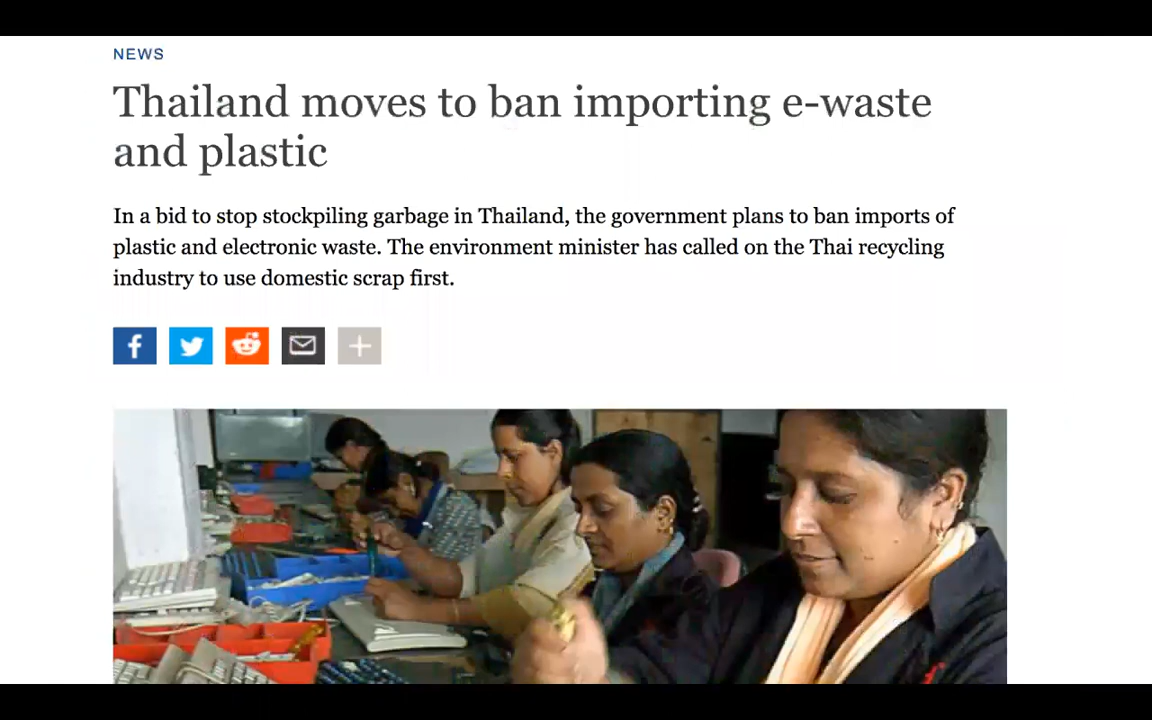 NEWS
Thailand moves to ban importing e-waste
and plastic
In a bid to stop stockpiling garbage in Thailand, the government plans to ban imports of
plastic and electronic waste. The environment minister has called on the Thai recycling
industry to use domestic scrap first.